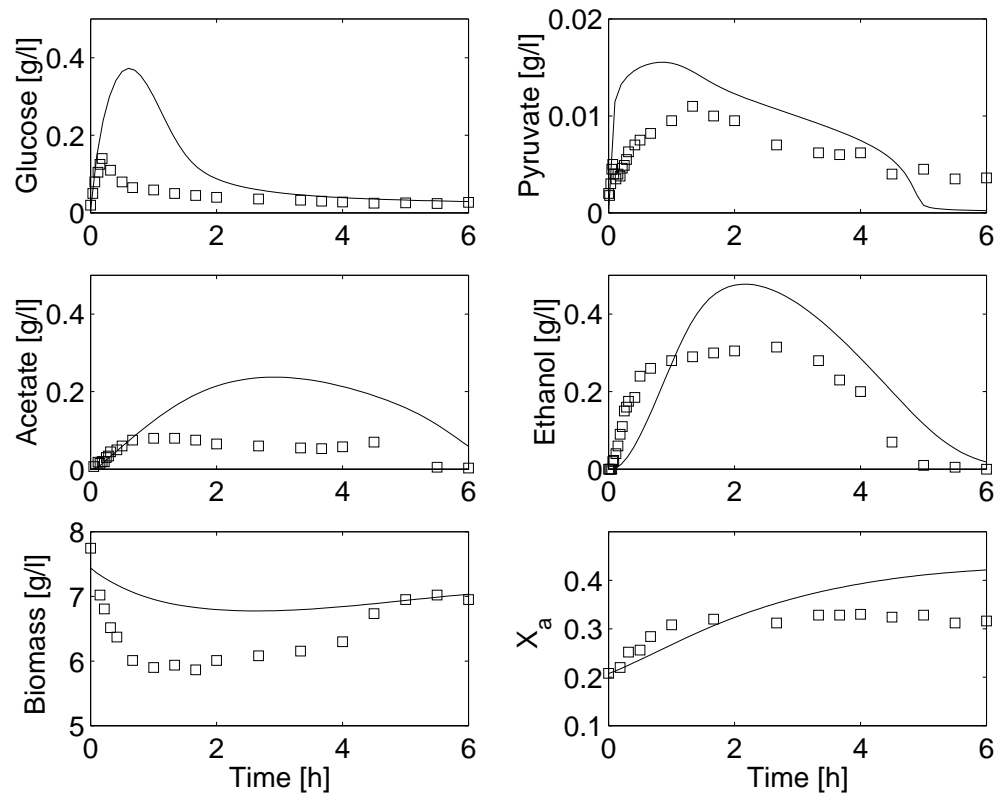 Glucose [g/l]
0.4
0.2
0
0 2 4 6
Pyruvate [g/l]
0.02
0.01
0
0 2 4 6
Acetate [g/l]
0.4
0.2
0
0 2 4 6
Ethanol [g/l]
0.4
0.2
0
0 2 4 6
Biomass [g/l]
8
7
6
5
0 2 4 6
Time [h]
X_a
0.4
0.3
0.2
0.1
0 2 4 6
Time [h]